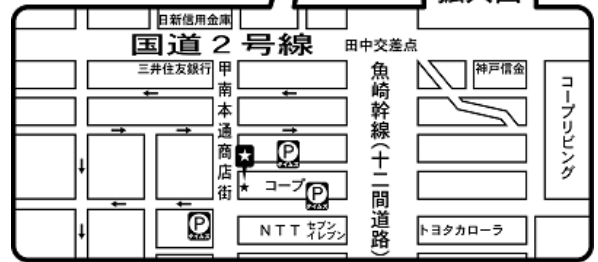 拡大図
日新信用金庫
国道2号線
田中交差点
三井住友銀行
神戸信金
甲南本通商店街
魚崎幹線(十二間道路)
コープリビング
P
タイムズ
コープ
P
タイムズ
P
タイムズ
NTT
セブン
イレブン
トヨタカローラ